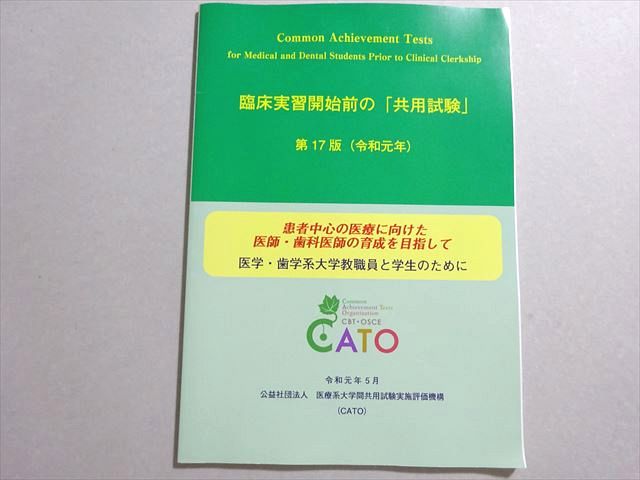 Common Achievement Tests
for Medical and Dental Students Prior to Clinical Clerkship
臨床実習開始前の「共用試験」
第17版（令和元年）
患者中心の医療に向けた
医師・歯科医師の育成を目指して
医学・歯学系大学教職員と学生のために
Common
Achievement Tests
Organization
CBT・OSCE
CATO
令和元年5月
公益社団法人 医療系大学間共用試験実施評価機構
（CATO）